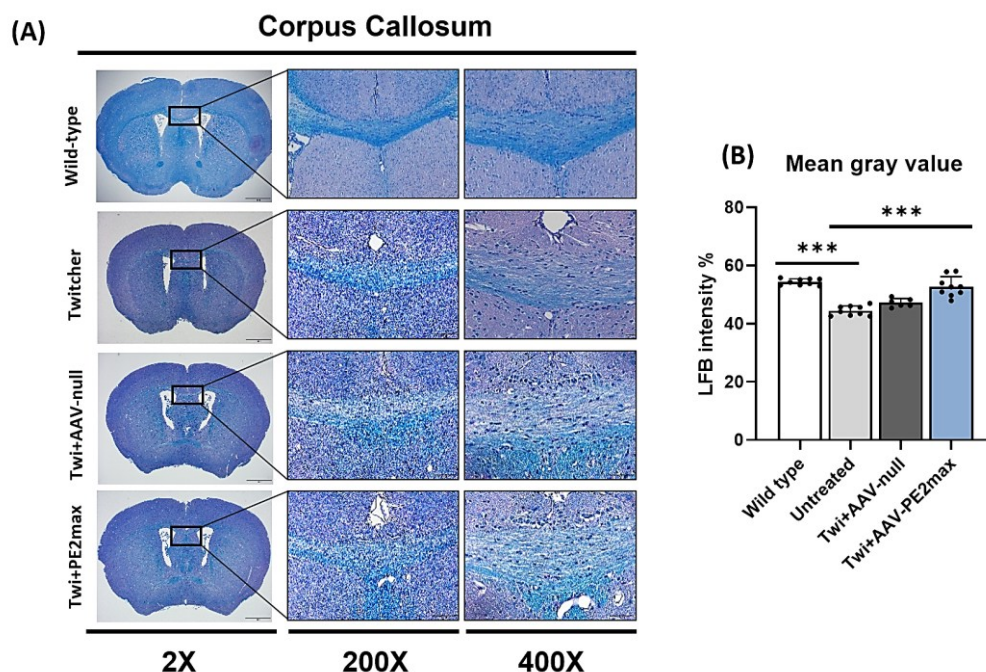 (A)
Corpus Callosum
Wild-type
Twitcher
Twi+AAV-null
Twi+PE2max
2X
200X
400X
(B)
Mean gray value
LFB intensity %
80
60
40
20
0
***
***
Wild type
Untreated
Twi+AAV-null
Twi+AAV-PE2max